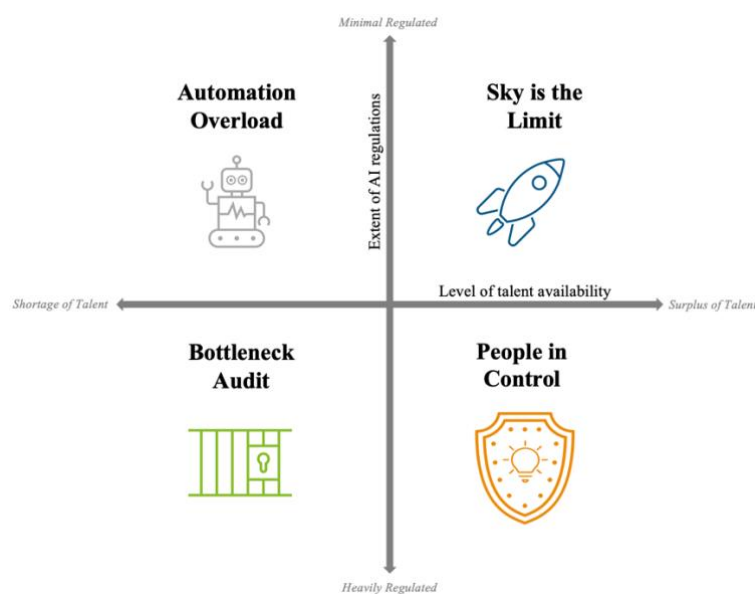 Minimal Regulated
Automation
Overload
Extent of AI regulations
Sky is the
Limit
Shortage of Talent
Level of talent availability
Surplus of Talent
Bottleneck
Audit
People in
Control
Heavily Regulated